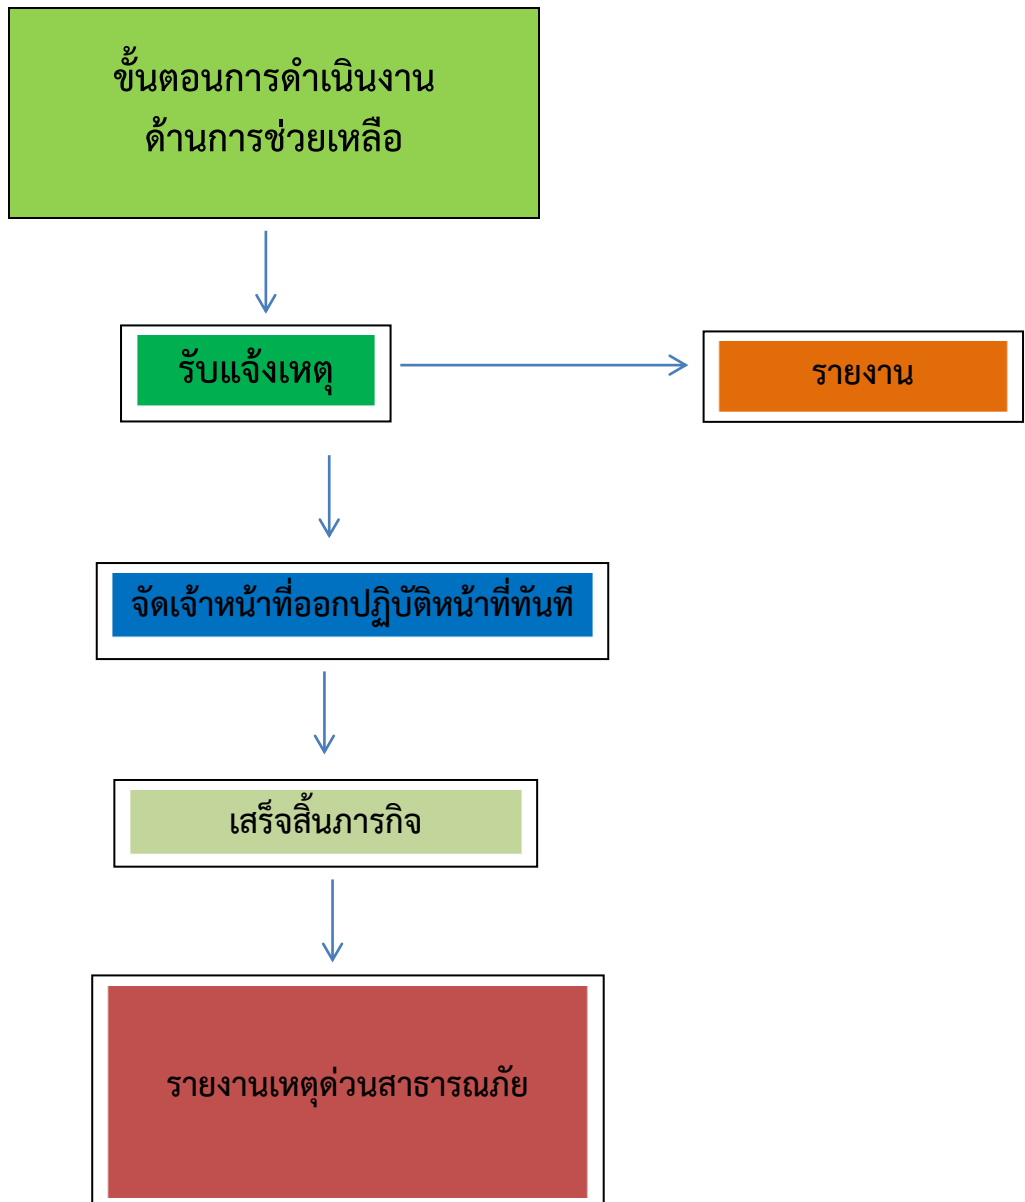 ขั้นตอนการดำเนินงาน
ด้านการช่วยเหลือ
รับแจ้งเหตุ
รายงาน
จัดเจ้าหน้าที่ออกปฏิบัติหน้าที่ทันที
เสร็จสิ้นภารกิจ
รายงานเหตุด่วนสาธารณภัย